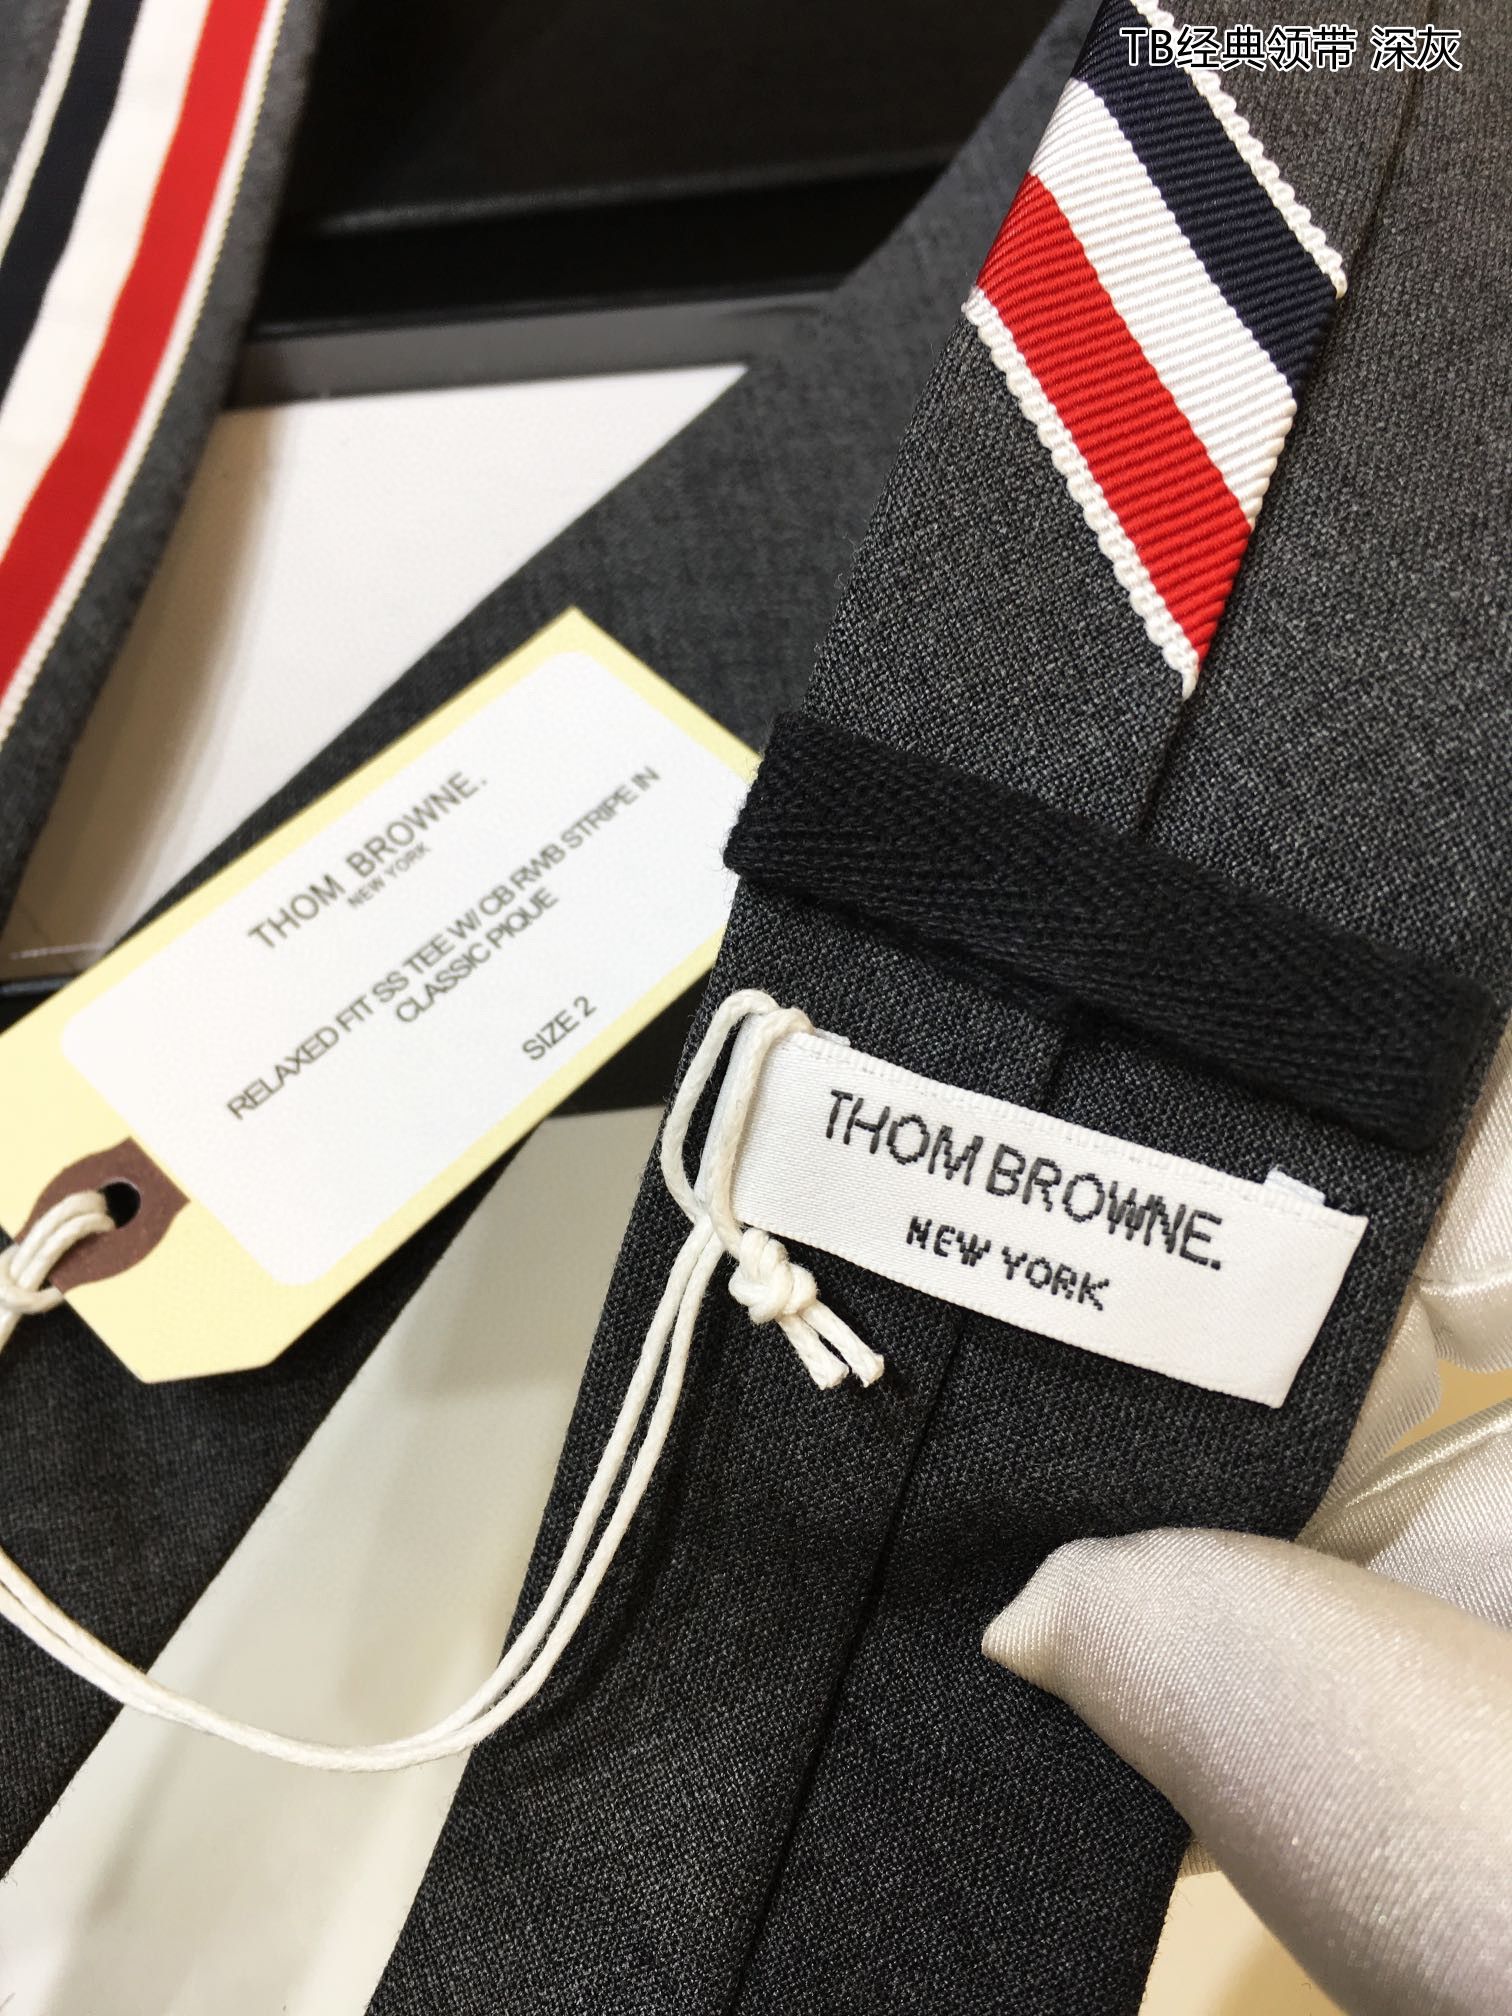 TB经典领带 深灰
THOM BROWNE.
NEW YORK
RELAXED FIT SS TEE W/ CB RWB STRIPE IN
CLASSIC PIQUE
SIZE 2
THOM BROWNE.
NEW YORK